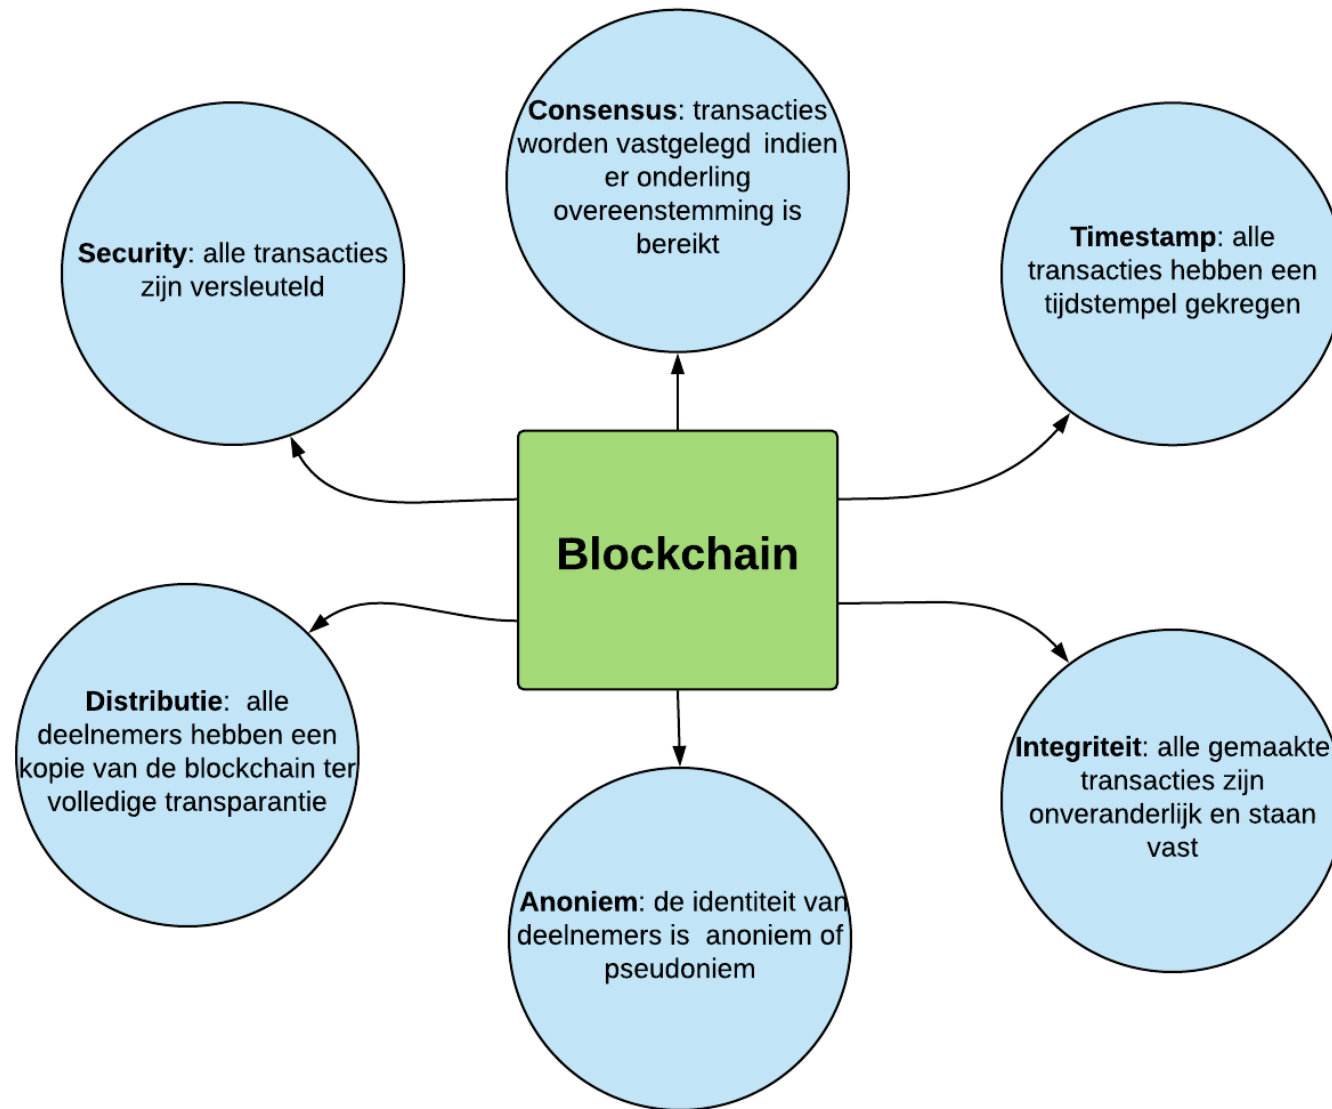 Consensus: transacties
worden vastgelegd  indien
er onderling
overeenstemming is
bereikt
Security: alle transacties
zijn versleuteld
Timestamp: alle
transacties hebben een
tijdstempel gekregen
Blockchain
Distributie:  alle
deelnemers hebben een
kopie van de blockchain ter
volledige transparantie
Integriteit: alle gemaakte
transacties zijn
onveranderlijk en staan
vast
Anoniem: de identiteit van
deelnemers is  anoniem of
pseudoniem